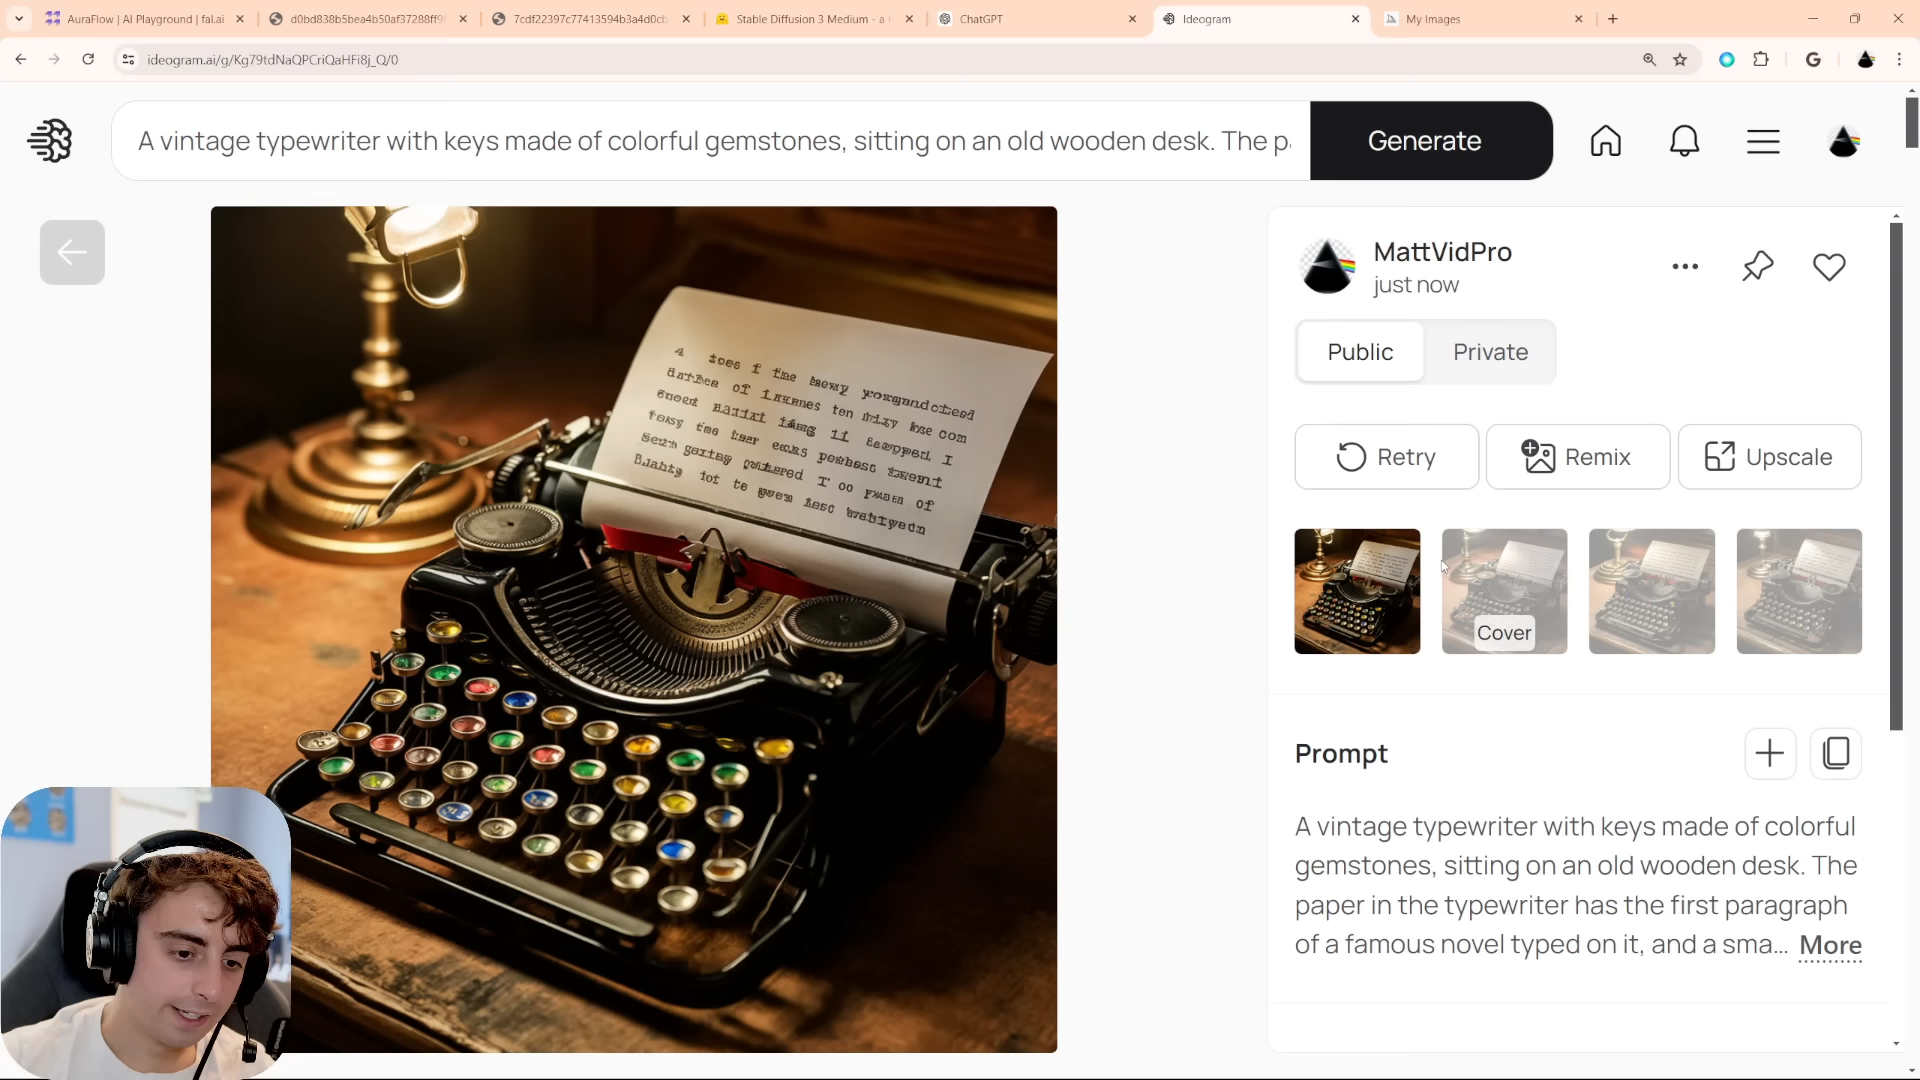 AuraFlow | AI Playground | fal.ai
d0bd838b5bea4b50af37288ff9
7cdf22397c77413594b3a4d0cb
Stable Diffusion 3 Medium - a
ChatGPT
Ideogram
My Images
ideogram.ai/g/Kg79tdNaQPCriQaHFi8j_Q/0
A vintage typewriter with keys made of colorful gemstones, sitting on an old wooden desk. The pa
Generate
MattVidPro
just now
Public
Private
Retry
Remix
Upscale
Cover
Prompt
A vintage typewriter with keys made of colorful
gemstones, sitting on an old wooden desk. The
paper in the typewriter has the first paragraph
of a famous novel typed on it, and a sma... More